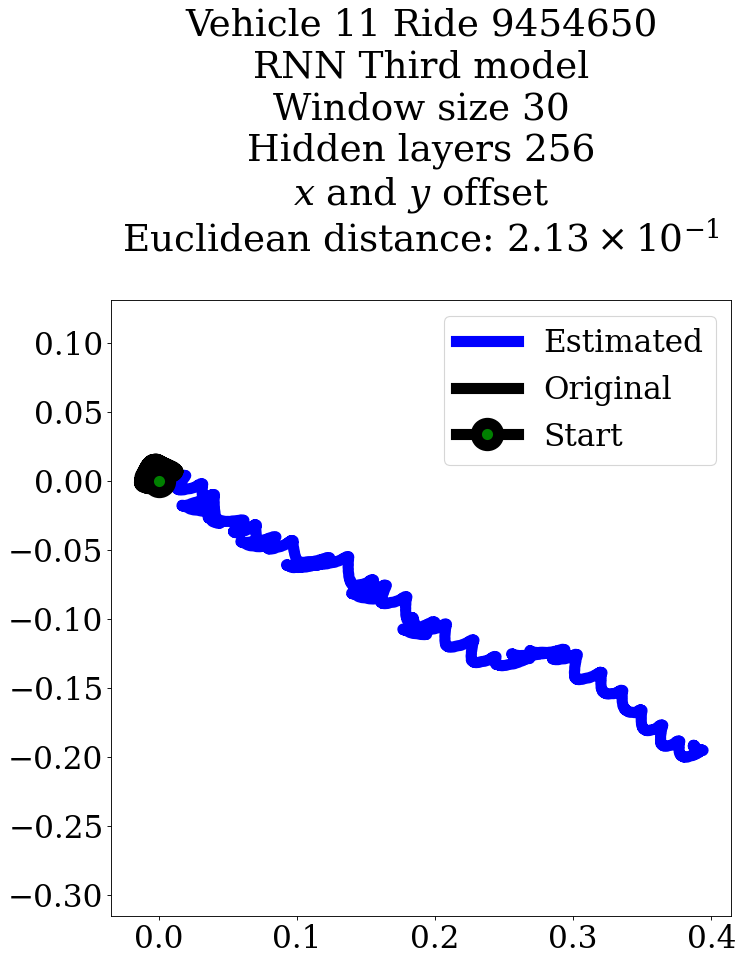 Vehicle 11 Ride 9454650
RNN Third model
Window size 30
Hidden layers 256
x and y offset
Euclidean distance: 2.13 × 10⁻¹
Estimated
Original
Start
0.10
0.05
0.00
−0.05
−0.10
−0.15
−0.20
−0.25
−0.30
0.0 0.1 0.2 0.3 0.4